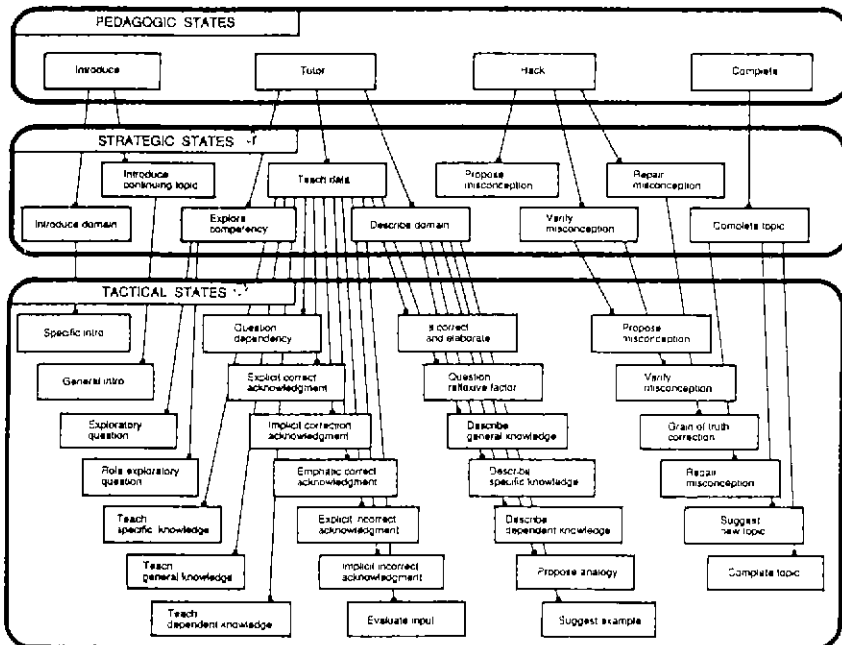 PEDAGOGIC STATES
Introduce
Tutor
Hack
Complete
STRATEGIC STATES
Introduce
continuing topic
Teach data
Propose
misconception
Repair
misconception
Introduce domain
Explore
competency
Describe domain
Verify
misconception
Complete topic
TACTICAL STATES
Specific intro
Question
dependency
is correct
and elaborate
Propose
misconception
General intro
Explicit correct
acknowledgment
Question
reflexive factor
Verify
misconception
Exploratory
question
Implicit correction
acknowledgment
Describe
general knowledge
Grain of truth
correction
Role exploratory
question
Emphatic correct
acknowledgment
Describe
specific knowledge
Repair
misconception
Teach
specific knowledge
Explicit incorrect
acknowledgment
Describe
dependent knowledge
Suggest
new topic
Teach
general knowledge
Implicit incorrect
acknowledgment
Propose analogy
Complete topic
Teach
dependent knowledge
Evaluate input
Suggest example